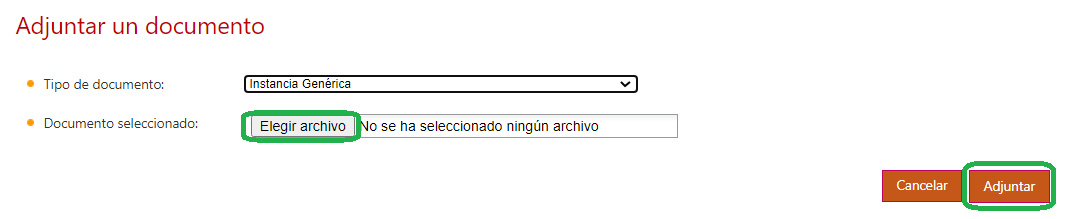 Adjuntar un documento
Tipo de documento: Instancia Genérica
Documento seleccionado: Elegir archivo No se ha seleccionado ningún archivo
Cancelar Adjuntar